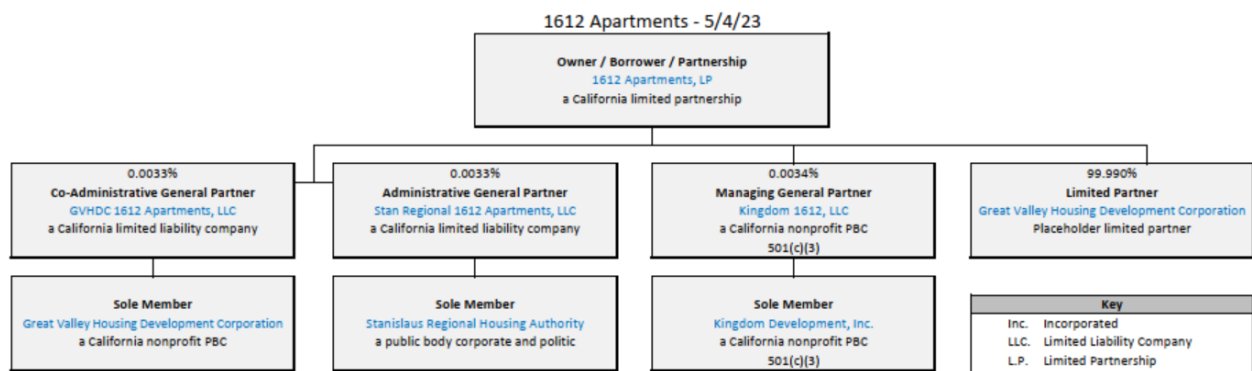 1612 Apartments - 5/4/23
Owner / Borrower / Partnership
1612 Apartments, LP
a California limited partnership
0.0033%
Co-Administrative General Partner
GVHDC 1612 Apartments, LLC
a California limited liability company
0.0033%
Administrative General Partner
Stan Regional 1612 Apartments, LLC
a California limited liability company
0.0034%
Managing General Partner
Kingdom 1612, LLC
a California nonprofit PBC
501(c)(3)
99.990%
Limited Partner
Great Valley Housing Development Corporation
Placeholder limited partner
Sole Member
Great Valley Housing Development Corporation
a California nonprofit PBC
Sole Member
Stanislaus Regional Housing Authority
a public body corporate and politic
Sole Member
Kingdom Development, Inc.
a California nonprofit PBC
501(c)(3)
Key
Inc. Incorporated
LLC. Limited Liability Company
L.P. Limited Partnership